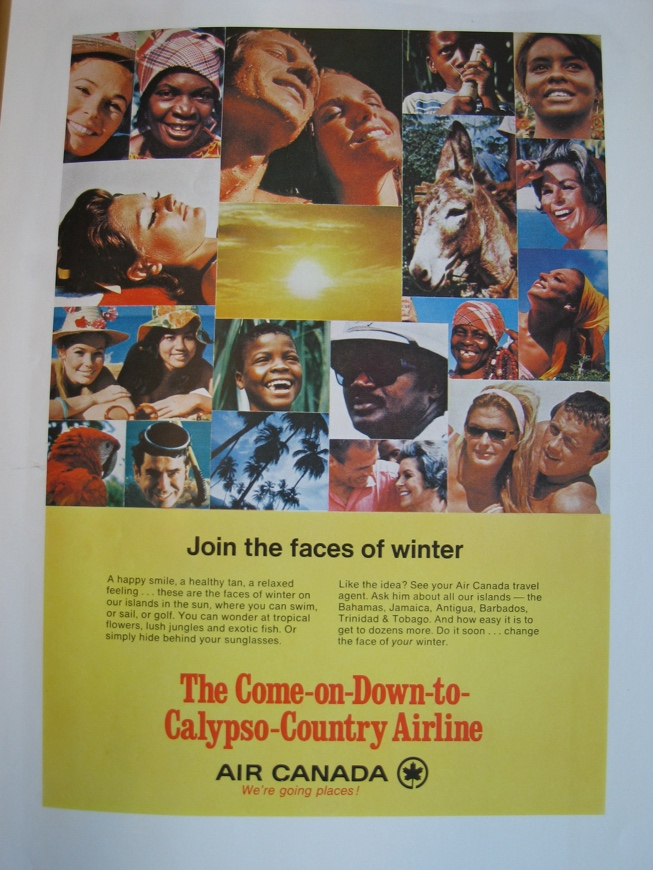 Join the faces of winter
A happy smile, a healthy tan, a relaxed
feeling . . . these are the faces of winter on
our islands in the sun, where you can swim,
or sail, or golf. You can wonder at tropical
flowers, lush jungles and exotic fish. Or
simply hide behind your sunglasses.
Like the idea? See your Air Canada travel
agent. Ask him about all our islands — the
Bahamas, Jamaica, Antigua, Barbados,
Trinidad & Tobago. And how easy it is to
get to dozens more. Do it soon . . . change
the face of your winter.
The Come-on-Down-to-
Calypso-Country Airline
AIR CANADA
We're going places!